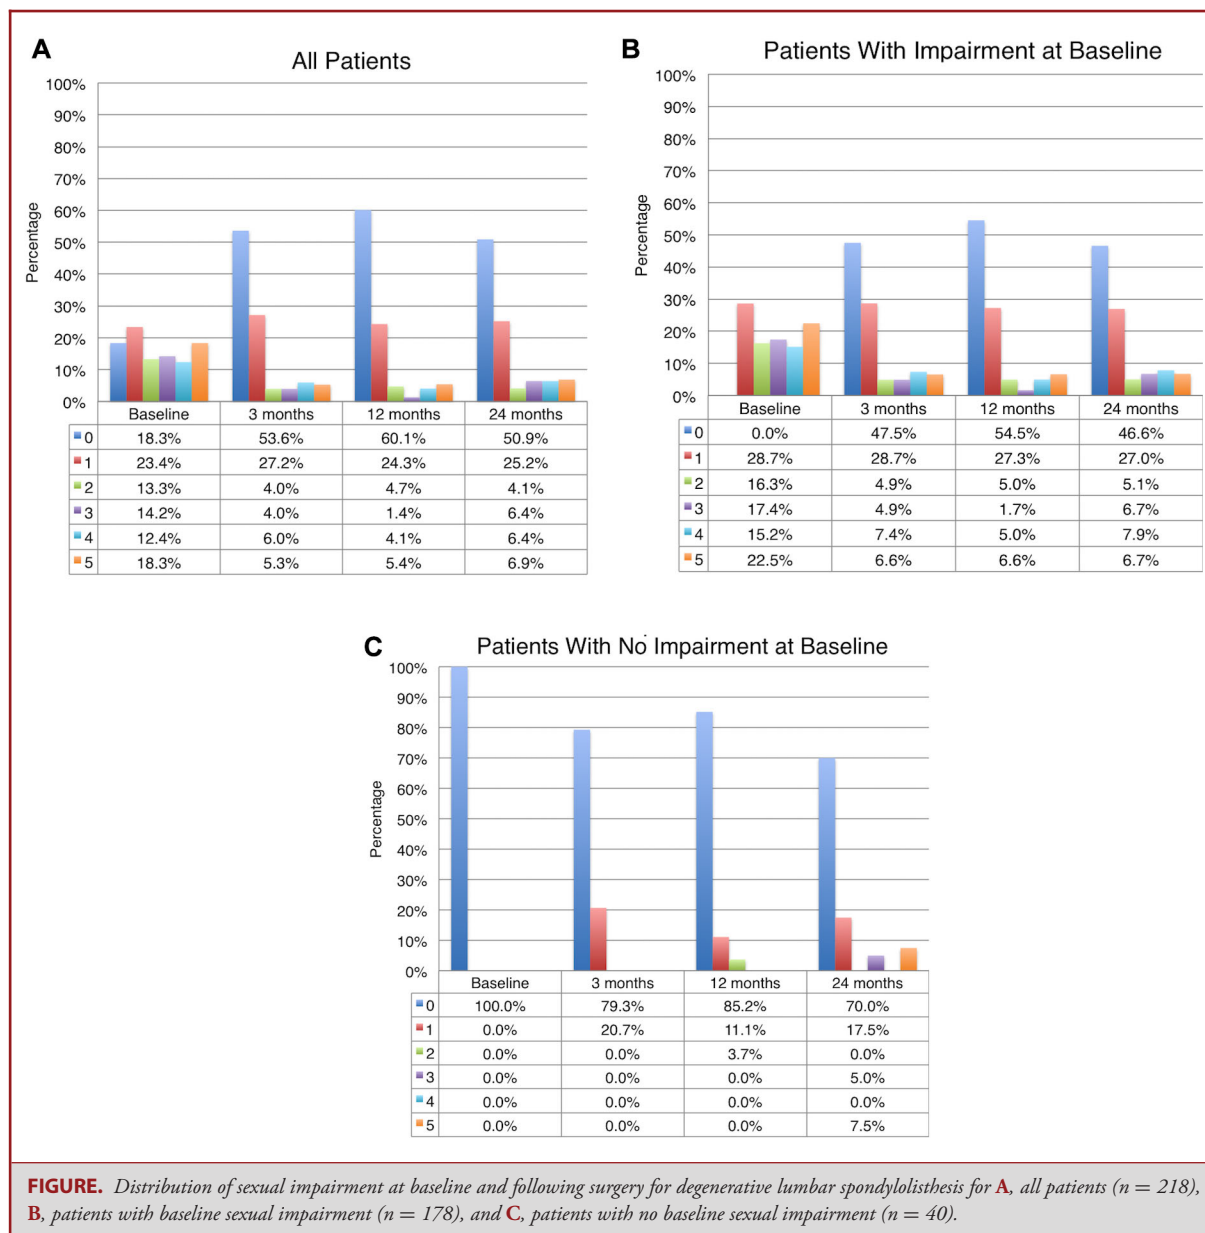 A
All Patients
Percentage
100%
90%
80%
70%
60%
50%
40%
30%
20%
10%
0%
Baseline 3 months 12 months 24 months
0 18.3% 53.6% 60.1% 50.9%
1 23.4% 27.2% 24.3% 25.2%
2 13.3% 4.0% 4.7% 4.1%
3 14.2% 4.0% 1.4% 6.4%
4 12.4% 6.0% 4.1% 6.4%
5 18.3% 5.3% 5.4% 6.9%
B
Patients With Impairment at Baseline
Percentage
100%
90%
80%
70%
60%
50%
40%
30%
20%
10%
0%
Baseline 3 months 12 months 24 months
0 0.0% 47.5% 54.5% 46.6%
1 28.7% 28.7% 27.3% 27.0%
2 16.3% 4.9% 5.0% 5.1%
3 17.4% 4.9% 1.7% 6.7%
4 15.2% 7.4% 5.0% 7.9%
5 22.5% 6.6% 6.6% 6.7%
C
Patients With No Impairment at Baseline
Percentage
100%
90%
80%
70%
60%
50%
40%
30%
20%
10%
0%
Baseline 3 months 12 months 24 months
0 100.0% 79.3% 85.2% 70.0%
1 0.0% 20.7% 11.1% 17.5%
2 0.0% 0.0% 3.7% 0.0%
3 0.0% 0.0% 0.0% 5.0%
4 0.0% 0.0% 0.0% 0.0%
5 0.0% 0.0% 0.0% 7.5%
FIGURE. Distribution of sexual impairment at baseline and following surgery for degenerative lumbar spondylolisthesis for A, all patients (n = 218),
B, patients with baseline sexual impairment (n = 178), and C, patients with no baseline sexual impairment (n = 40).